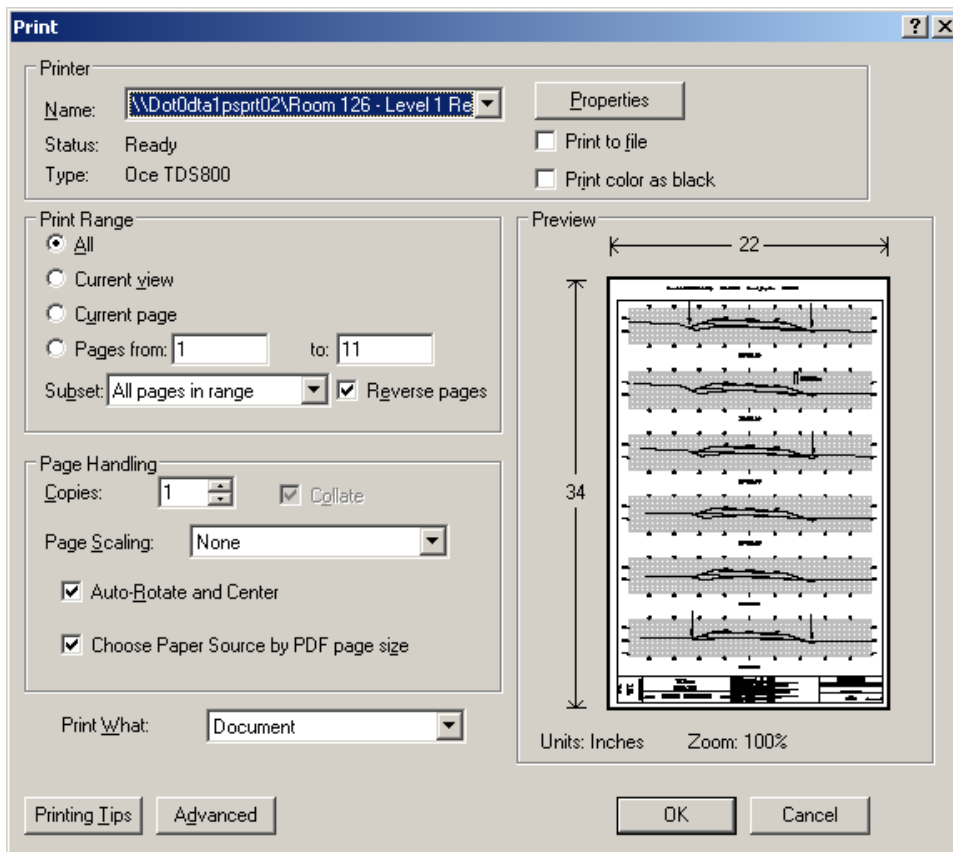 Print
Printer
Name: \\Dot0dta1psprt02\Room 126 - Level 1 Re
Properties
Status: Ready
Print to file
Type: Oce TDS800
Print color as black
Print Range
All
Current view
Current page
Pages from: 1 to: 11
Subset: All pages in range
Reverse pages
Page Handling
Copies: 1
Collate
Page Scaling: None
Auto-Rotate and Center
Choose Paper Source by PDF page size
Print What: Document
Preview
22
34
Units: Inches Zoom: 100%
Printing Tips
Advanced
OK
Cancel